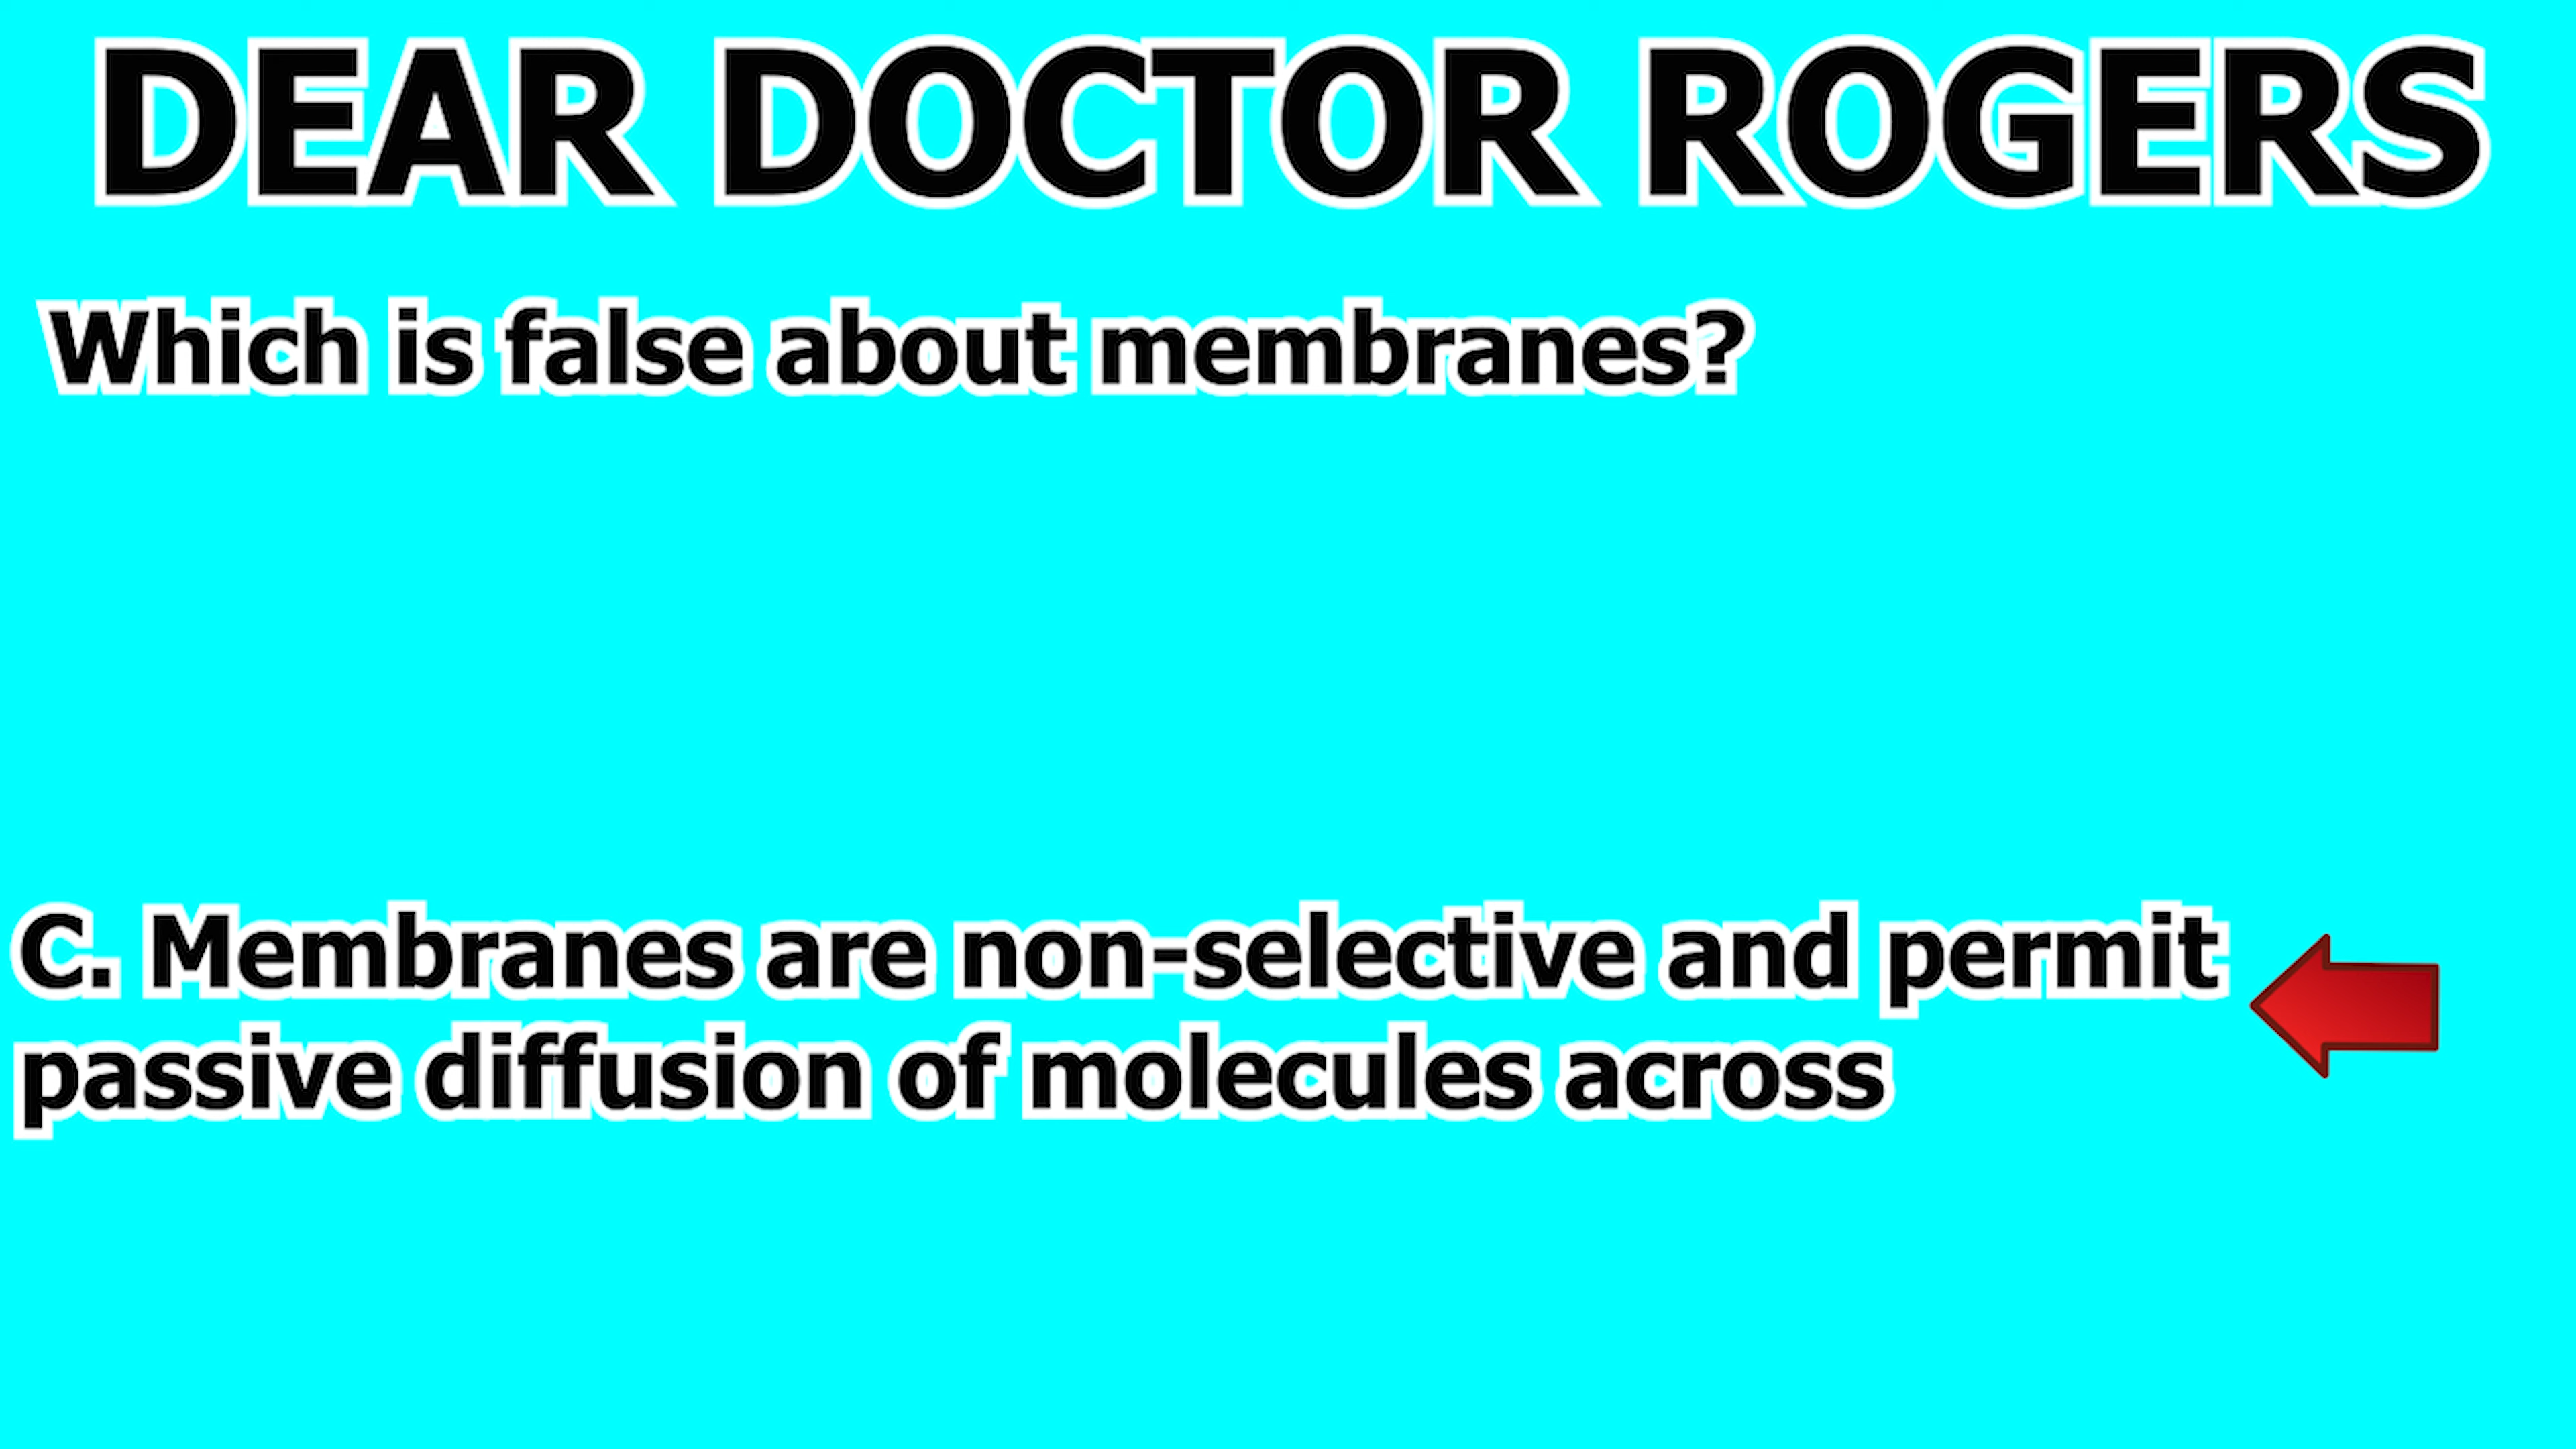 DEAR DOCTOR ROGERS
Which is false about membranes?
C. Membranes are non-selective and permit
passive diffusion of molecules across